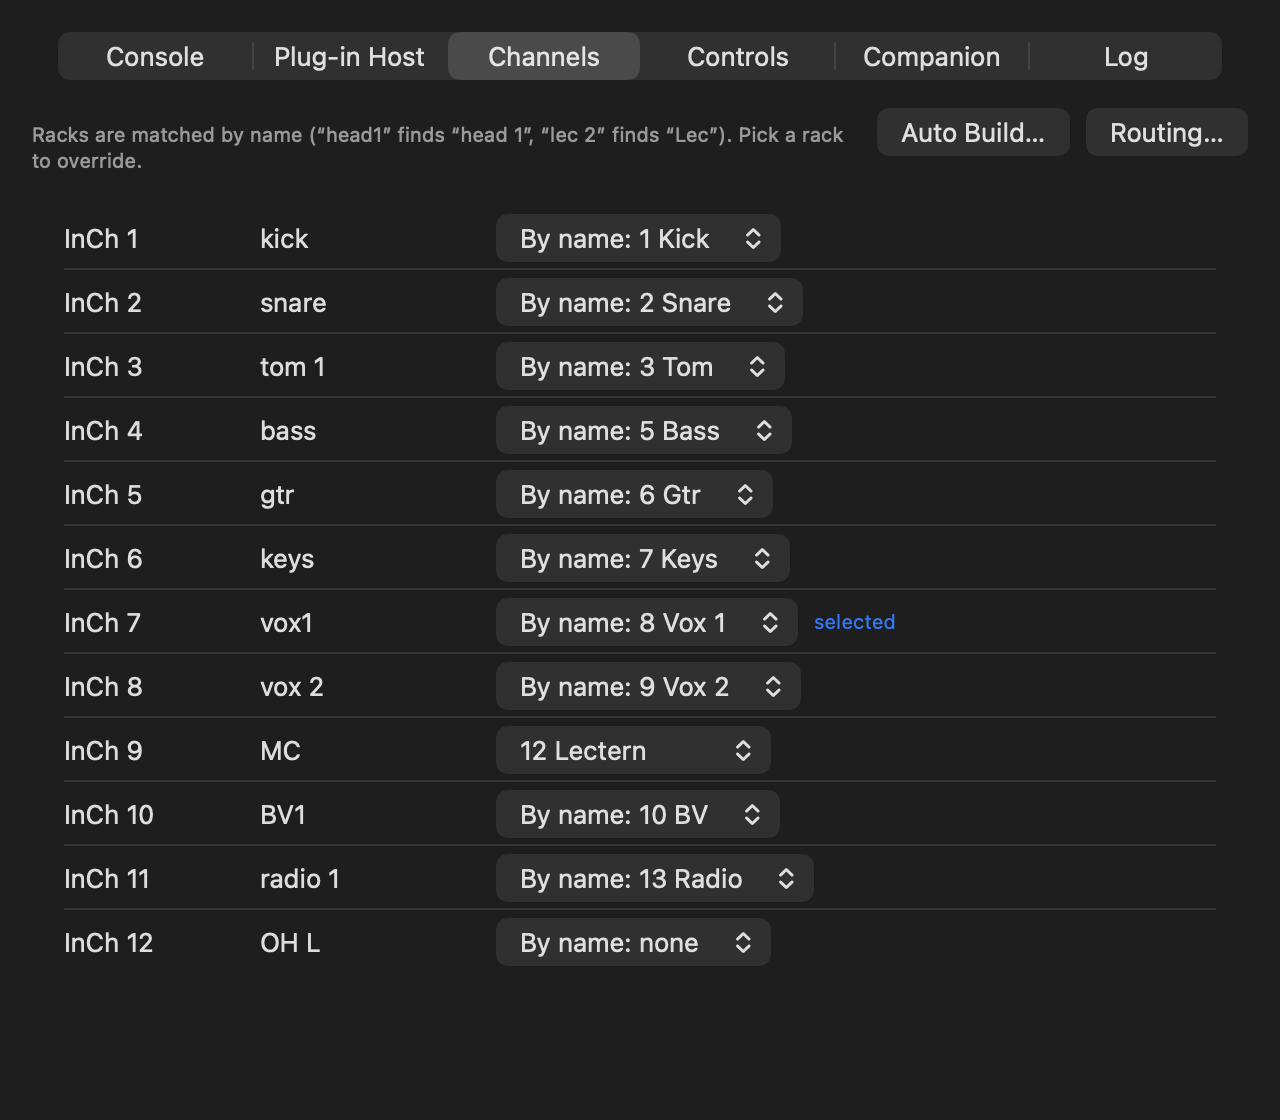 Console Plug-in Host Channels Controls Companion Log
Racks are matched by name (“head1” finds “head 1”, “lec 2” finds “Lec”). Pick a rack
to override.
Auto Build... Routing...
InCh 1 kick By name: 1 Kick
InCh 2 snare By name: 2 Snare
InCh 3 tom 1 By name: 3 Tom
InCh 4 bass By name: 5 Bass
InCh 5 gtr By name: 6 Gtr
InCh 6 keys By name: 7 Keys
InCh 7 vox1 By name: 8 Vox 1 selected
InCh 8 vox 2 By name: 9 Vox 2
InCh 9 MC 12 Lectern
InCh 10 BV1 By name: 10 BV
InCh 11 radio 1 By name: 13 Radio
InCh 12 OH L By name: none